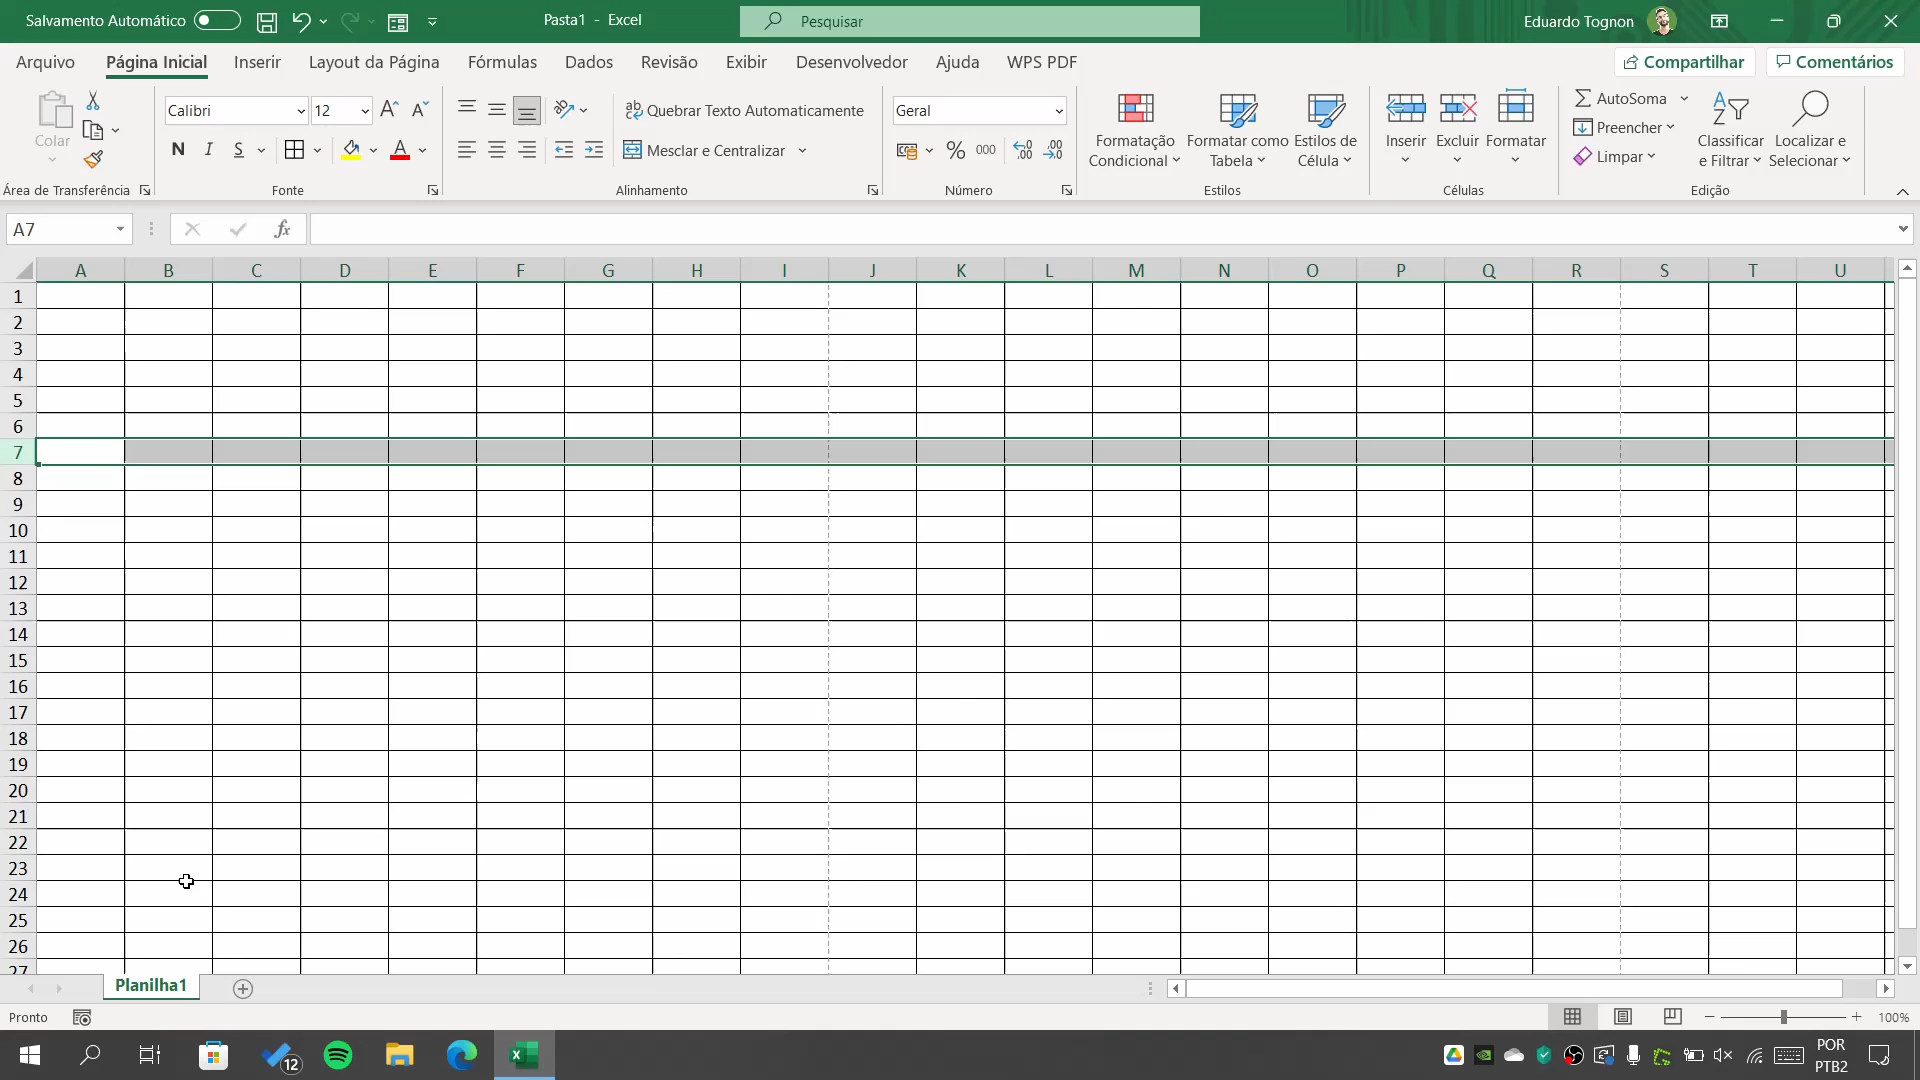 Salvamento Automático
Pasta1 - Excel
Pesquisar
Eduardo Tognon
Arquivo Página Inicial Inserir Layout da Página Fórmulas Dados Revisão Exibir Desenvolvedor Ajuda WPS PDF
Compartilhar Comentários
Colar
Área de Transferência
Calibri 12
N I S
Fonte
Quebrar Texto Automaticamente
Mesclar e Centralizar
Alinhamento
Geral
% 000
Número
Formatação Condicional
Formatar como Tabela
Estilos de Célula
Estilos
Inserir Excluir Formatar
Células
AutoSoma
Preencher
Limpar
Classificar e Filtrar
Localizar e Selecionar
Edição
A7
fx
A B C D E F G H I J K L M N O P Q R S T U
1
2
3
4
5
6
7
8
9
10
11
12
13
14
15
16
17
18
19
20
21
22
23
24
25
26
27
Planilha1
Pronto
100%
12
POR
PTB2